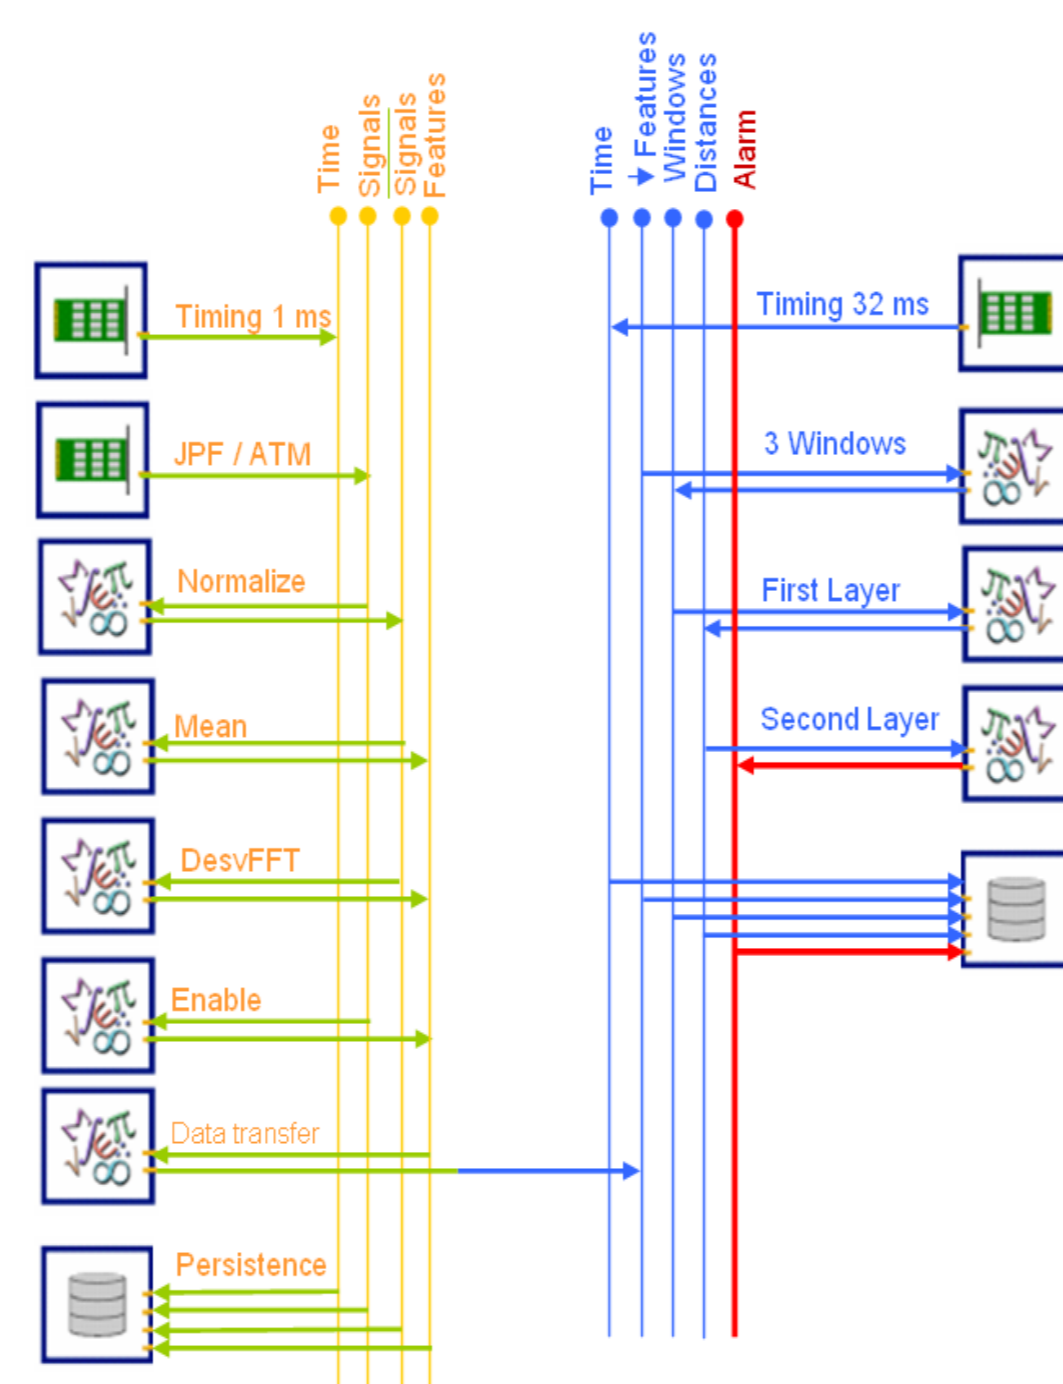 Time
Signals
Signals
Features
Time
Features
Windows
Distances
Alarm
Timing 1 ms
Timing 32 ms
JPF / ATM
3 Windows
Normalize
First Layer
Mean
Second Layer
DesvFFT
Enable
Data transfer
Persistence